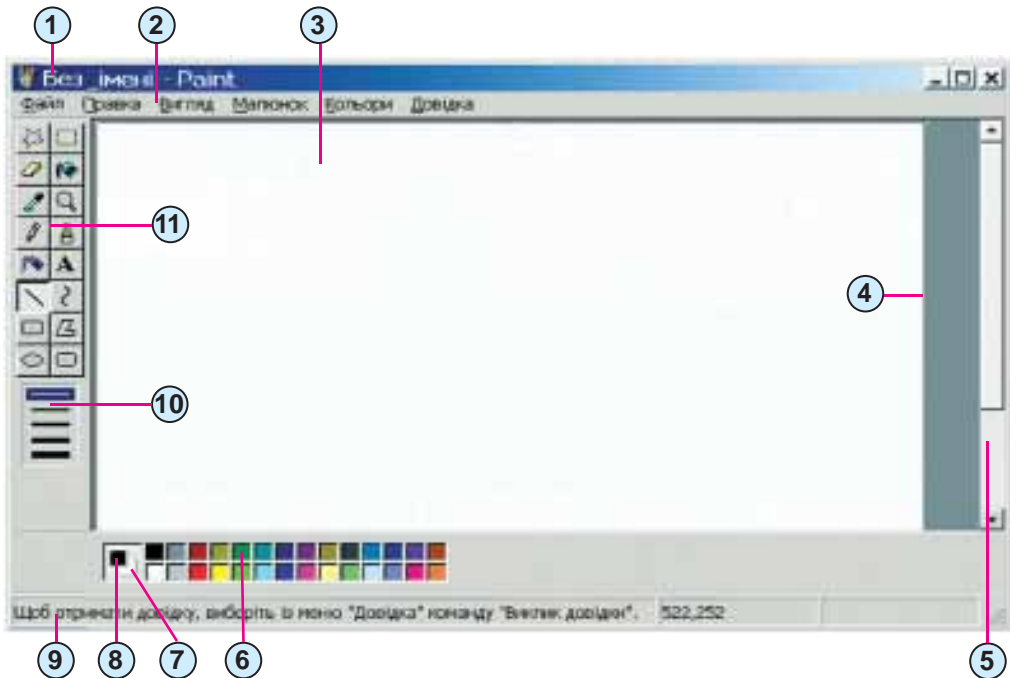 1 2 3
Без_імені - Paint
Файл Правка Вигляд Малюнок Кольори Довідка
11
A
4
10
Щоб отримати довідку, виберіть із меню "Довідка" команду "Виклик довідки". 522,252
9 8 7 6 5